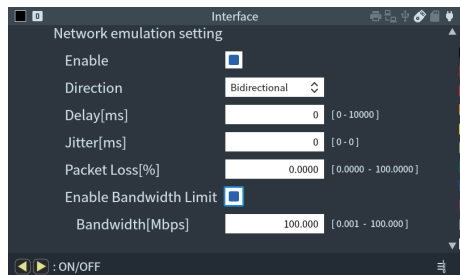 0 Interface
Network emulation setting
Enable
Direction Bidirectional
Delay[ms] 0 [ 0 - 10000 ]
Jitter[ms] 0 [ 0 - 0 ]
Packet Loss[%] 0.0000 [ 0.0000 - 100.0000 ]
Enable Bandwidth Limit
Bandwidth[Mbps] 100.000 [ 0.001 - 100.000 ]
: ON/OFF